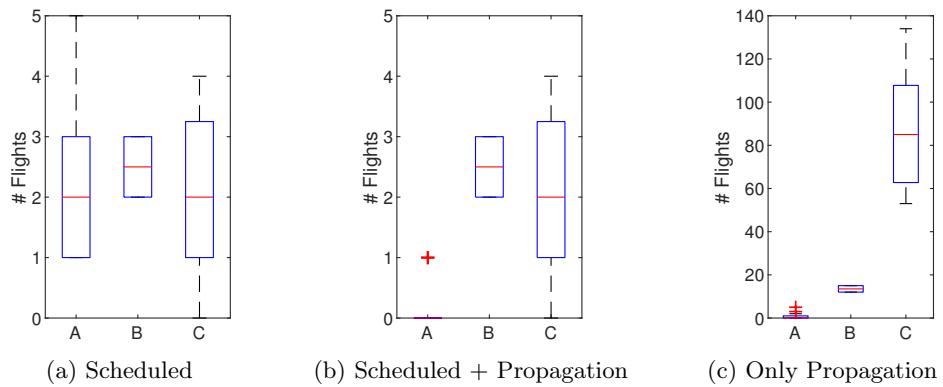 5
4
3
2
1
0
# Flights
A B C
(a) Scheduled
5
4
3
2
1
0
# Flights
A B C
(b) Scheduled + Propagation
140
120
100
80
60
40
20
0
# Flights
A B C
(c) Only Propagation